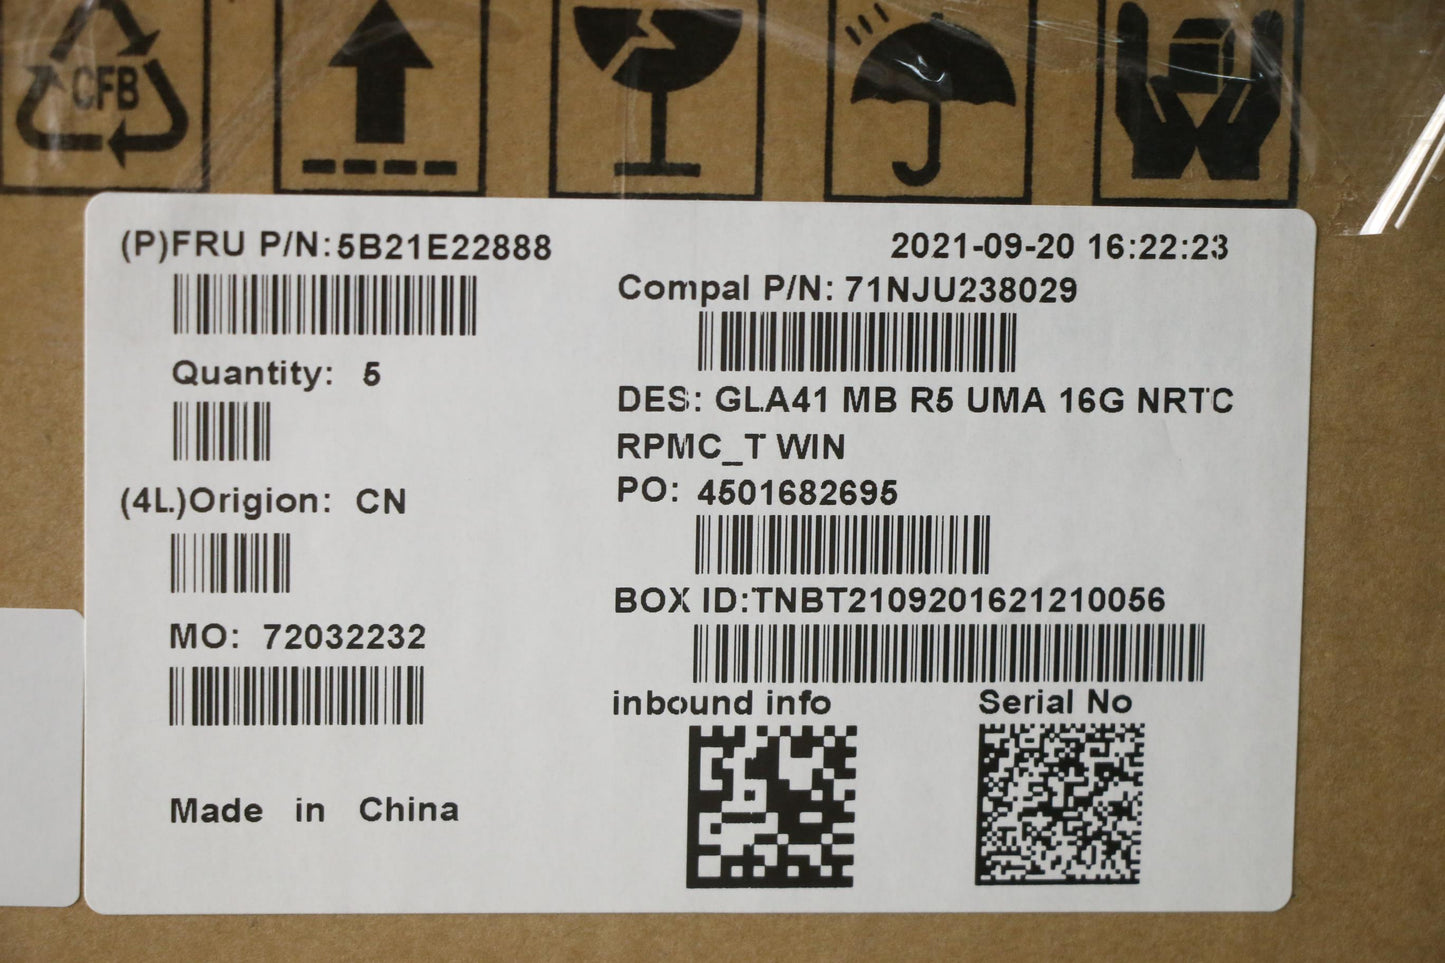 CFB
(P)FRU P/N:5B21E22888
2021-09-20 16:22:23
Compal P/N: 71NJU238029
Quantity: 5
DES: GLA41 MB R5 UMA 16G NRTC
RPMC_T WIN
(4L)Origion: CN
PO: 4501682695
BOX ID:TNBT2109201621210056
MO: 72032232
inbound info
Serial No
Made in China